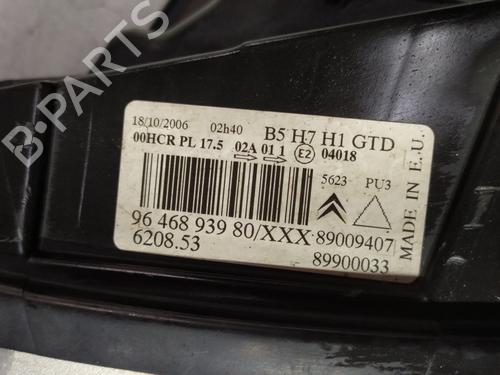 B-PARTS
18/10/2006 02h40 B5 H7 H1 GTD
00HCR PL 17.5 02A 01 1 E2 04018
5623 PU3
96 468 939 80/XXX 89009407
6208.53 89900033
MADE IN E.U.